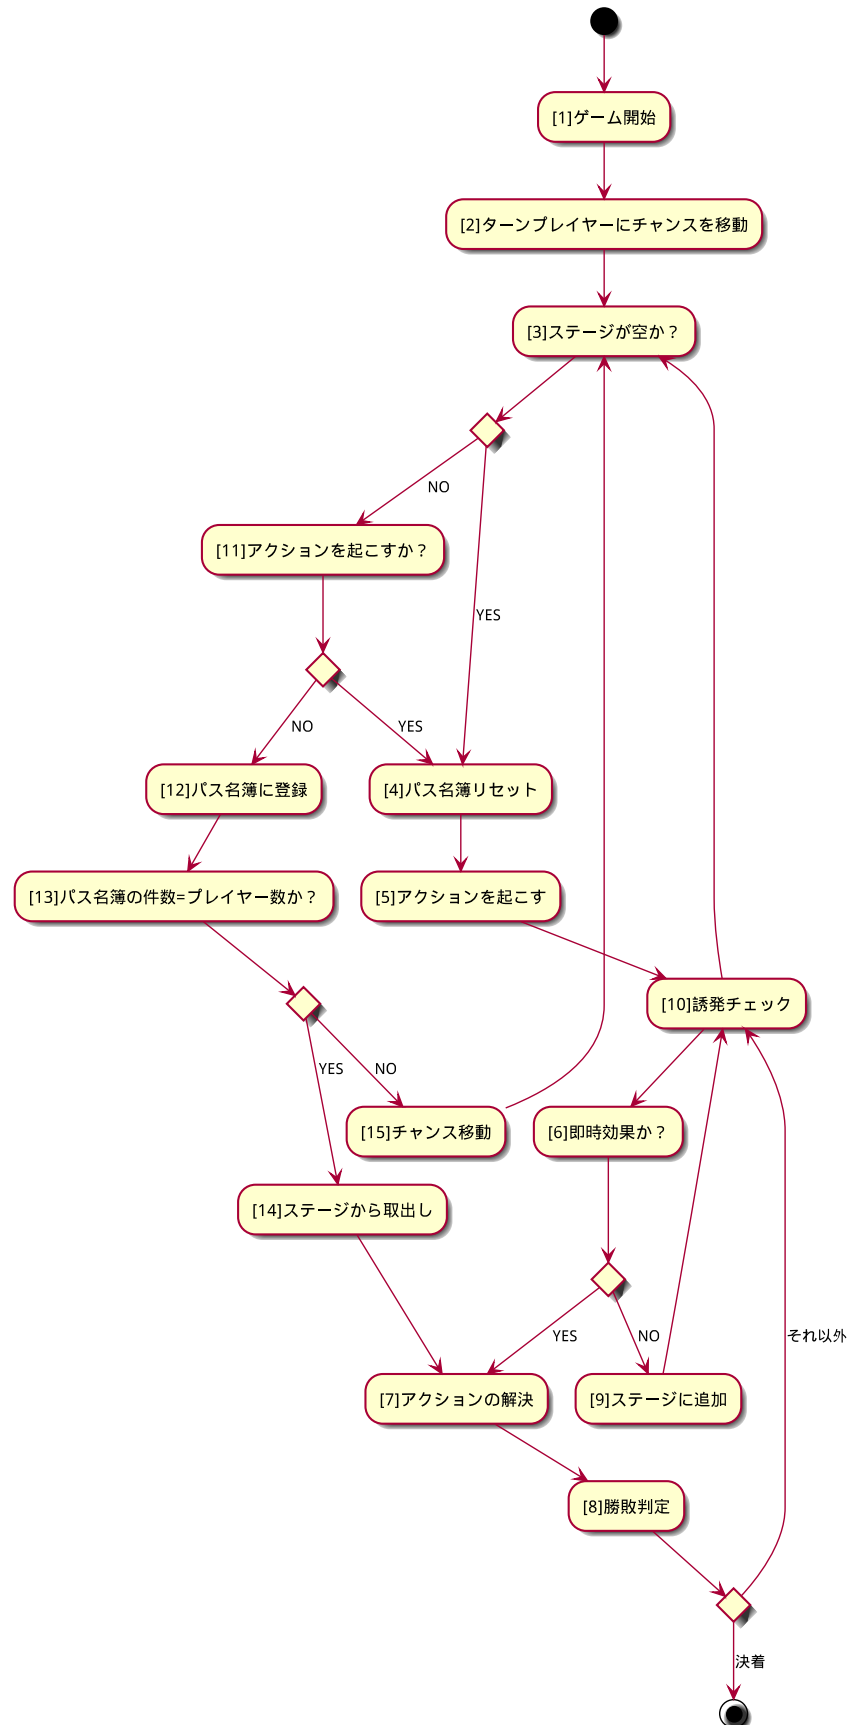 [1]ゲーム開始
[2]ターンプレイヤーにチャンスを移動
[3]ステージが空か？
NO
[11]アクションを起こすか？
YES
NO
YES
[12]パス名簿に登録
[4]パス名簿リセット
[13]パス名簿の件数=プレイヤー数か？
[5]アクションを起こす
[10]誘発チェック
YES
NO
[15]チャンス移動
[6]即時効果か？
[14]ステージから取出し
YES
NO
それ以外
[7]アクションの解決
[9]ステージに追加
[8]勝敗判定
決着